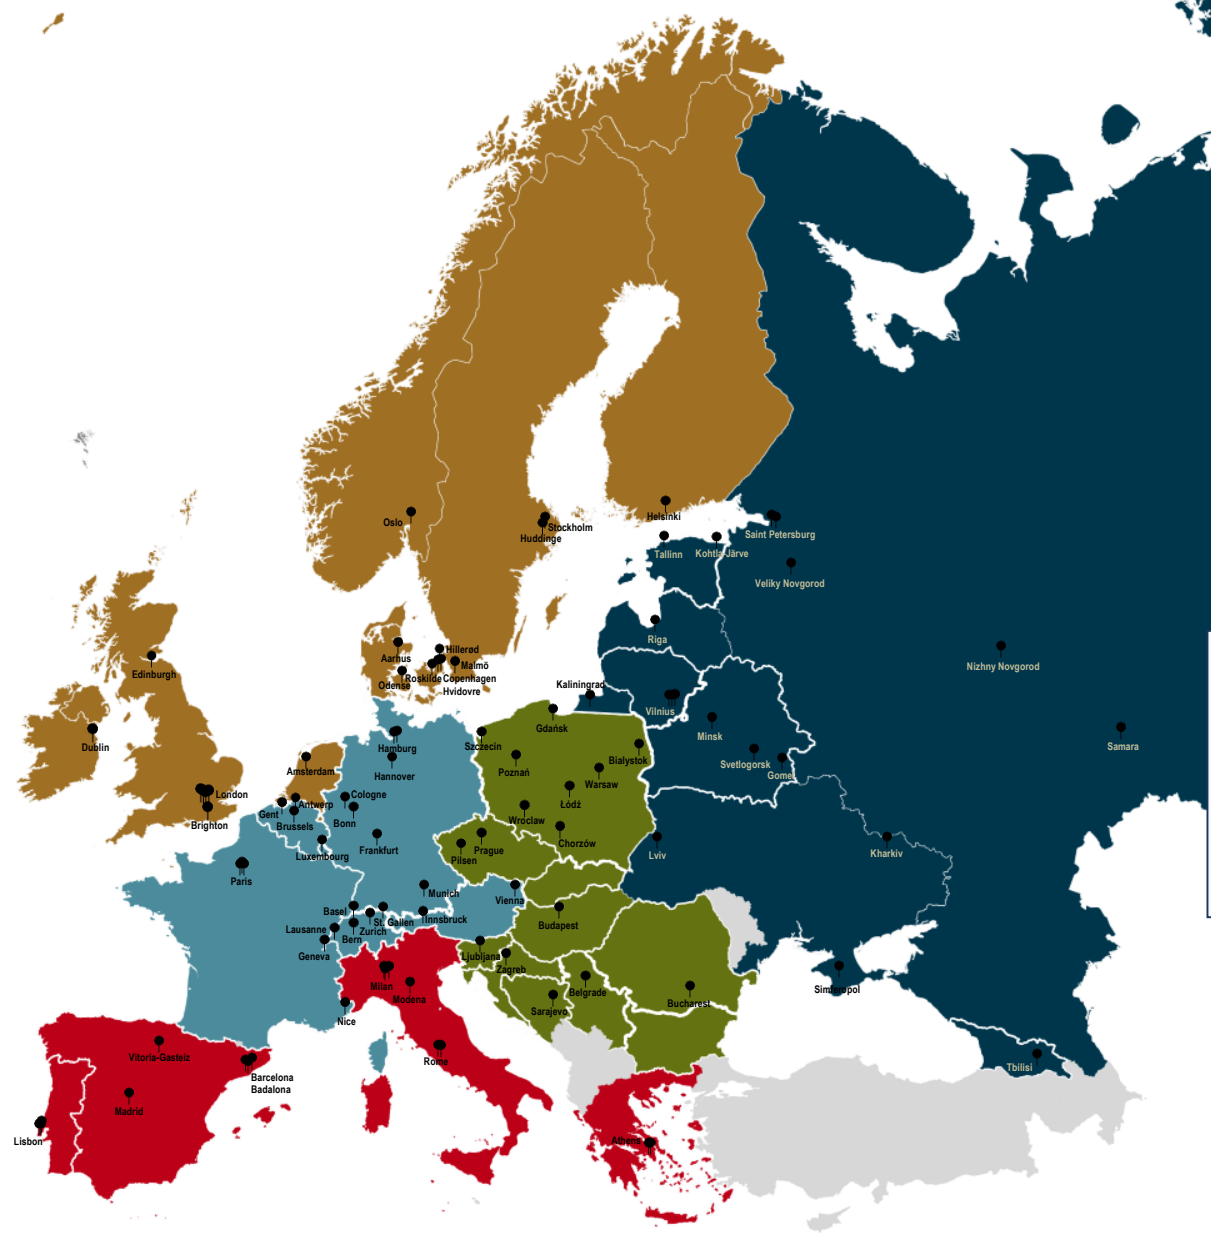 Oslo
Stockholm
Huddinge
Helsinki
Saint Petersburg
Tallinn
Kohtla-Järve
Veliky Novgorod
Riga
Nizhny Novgorod
Edinburgh
Aarhus
Hillerød
Malmö
Odense
Roskilde
Copenhagen
Hvidovre
Kaliningrad
Vilnius
Minsk
Samara
Dublin
Hamburg
Szczecin
Gdańsk
Svetlogorsk
Gomel
Amsterdam
Hannover
Poznań
Bialystok
Warsaw
London
Brighton
Cologne
Antwerp
Gent
Bonn
Brussels
Łódź
Wroclaw
Chorzów
Luxembourg
Frankfurt
Prague
Pilsen
Lviv
Kharkiv
Paris
Munich
Vienna
Basel
St. Gallen
Innsbruck
Budapest
Lausanne
Bern
Zurich
Geneva
Ljubljana
Zagreb
Milan
Modena
Belgrade
Simferopol
Bucharest
Sarajevo
Nice
Vitoria-Gasteiz
Rome
Tbilisi
Barcelona
Badalona
Madrid
Lisbon
Athens